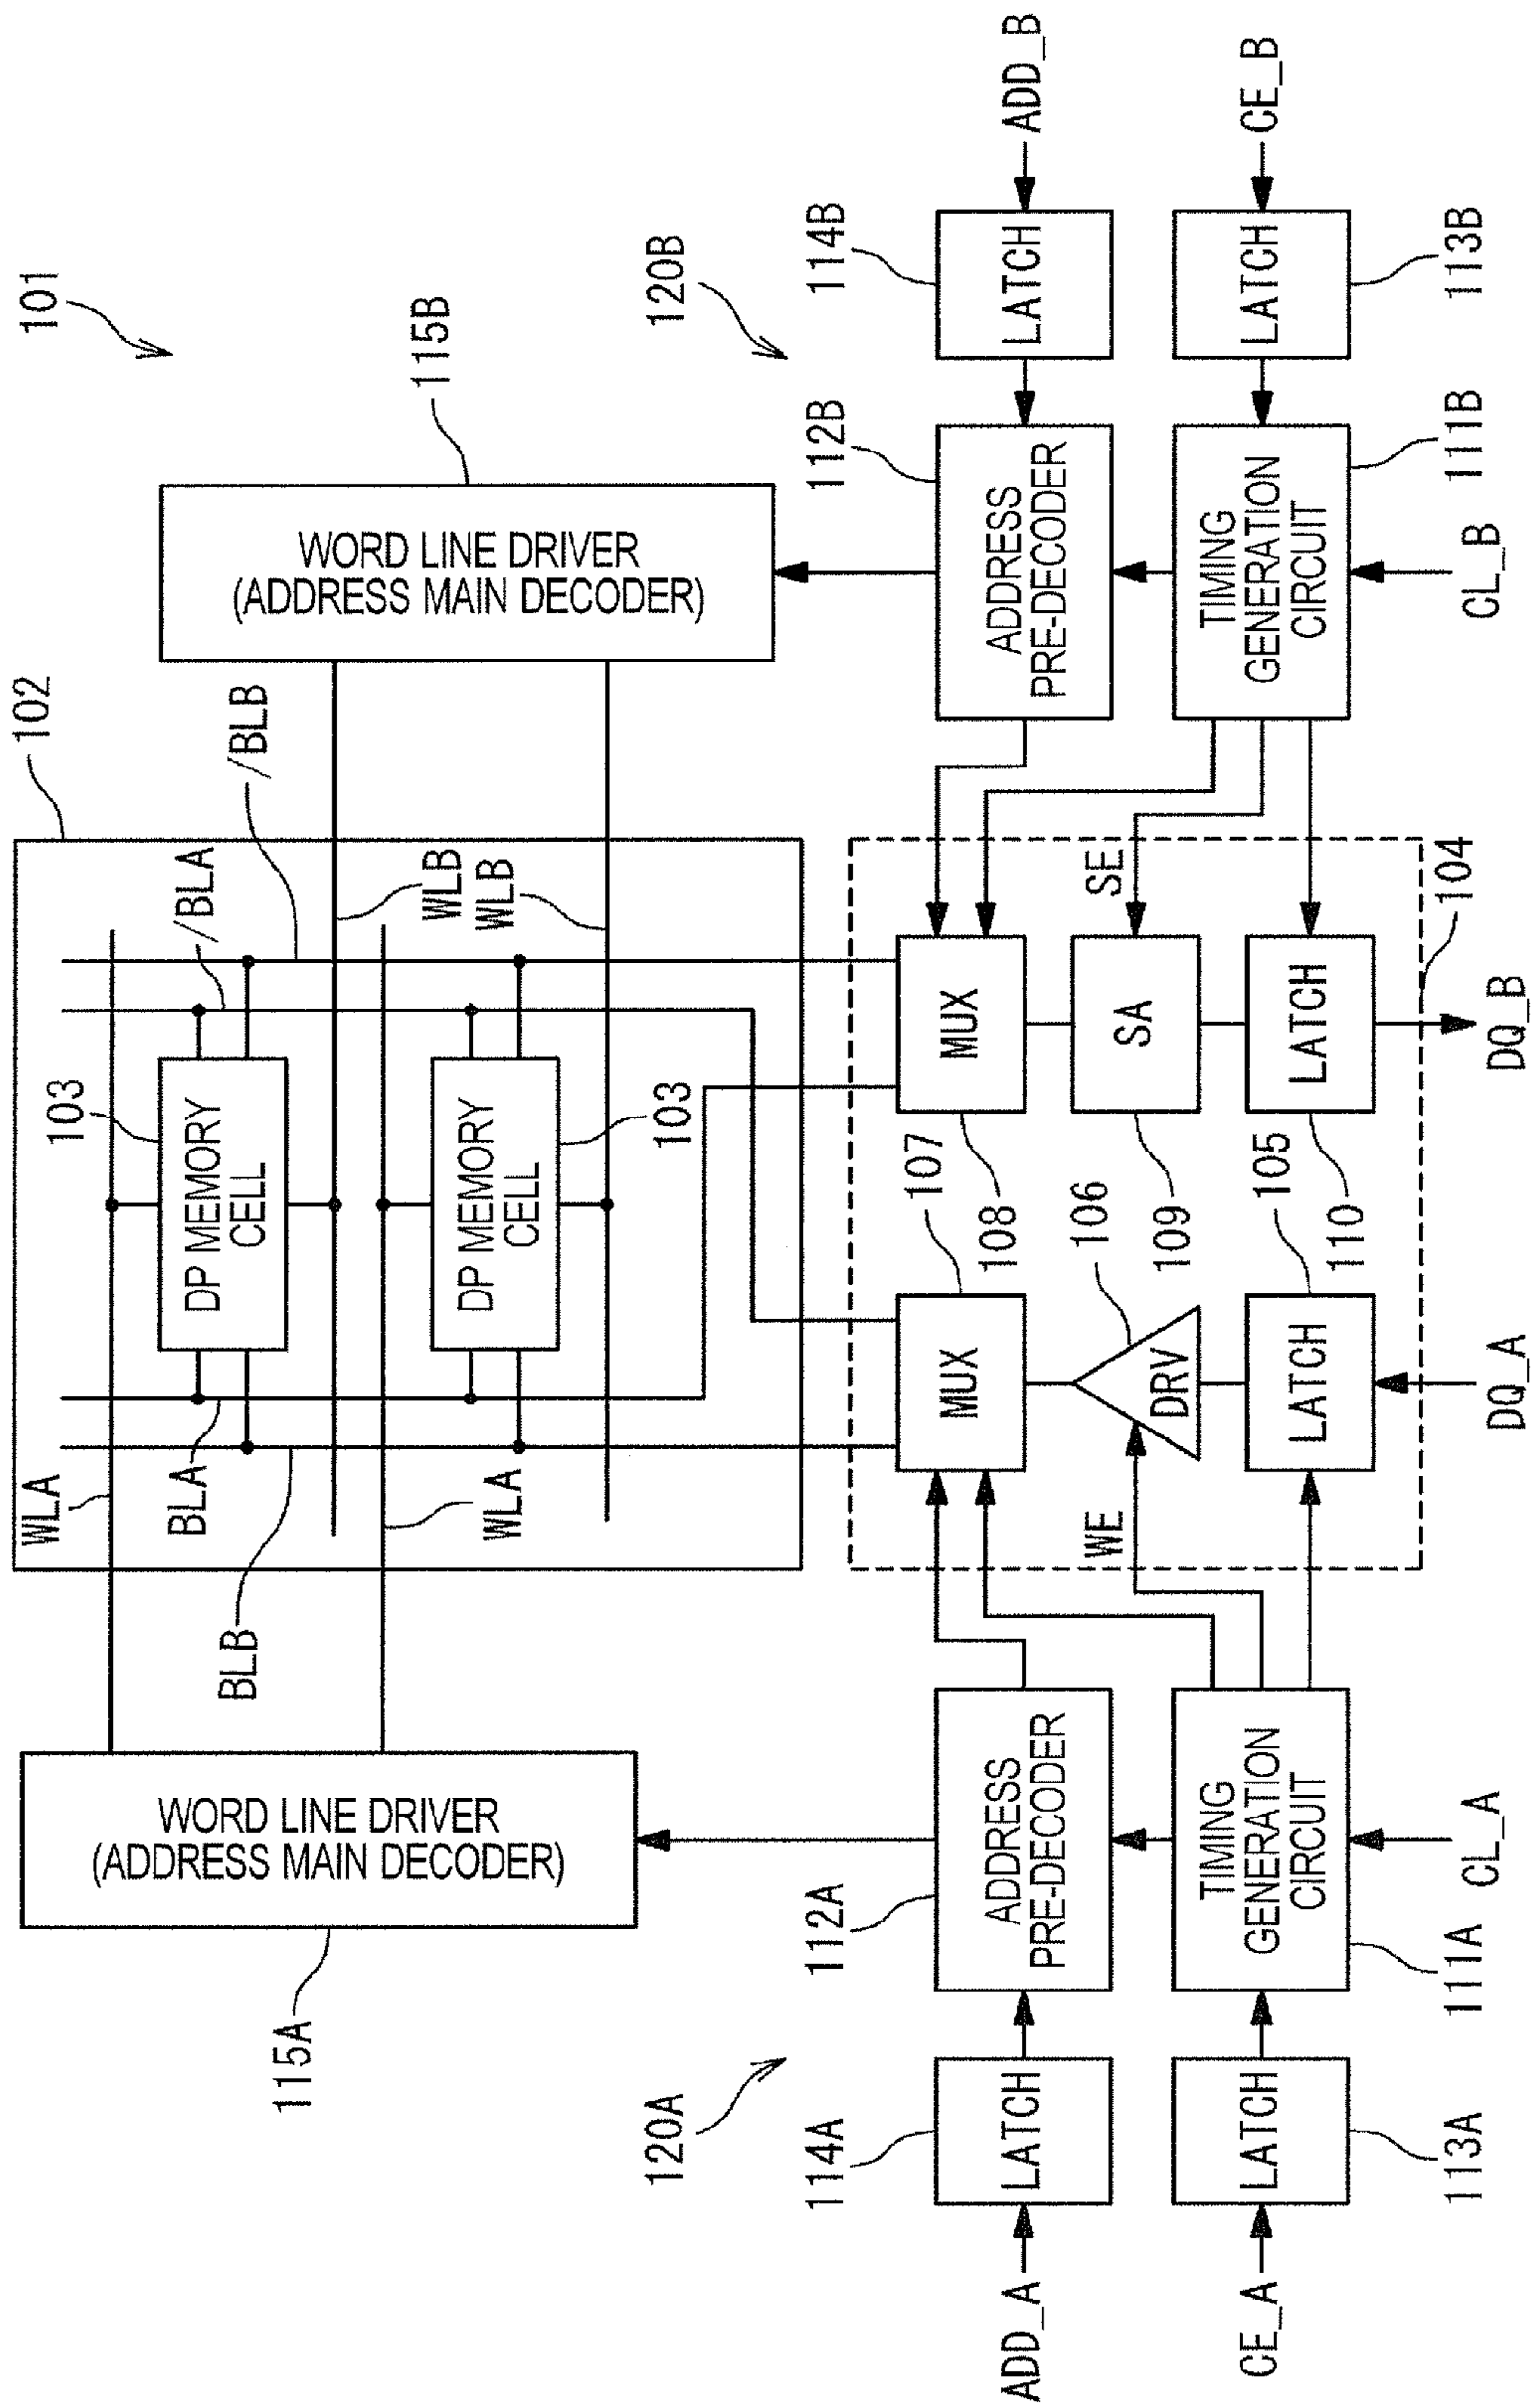 101
102
115A
WORD LINE DRIVER
(ADDRESS MAIN DECODER)
115B
WORD LINE DRIVER
(ADDRESS MAIN DECODER)
WLA
BLA
BLB
WLA
103
DP MEMORY
CELL
DP MEMORY
CELL
103
/BLA
/BLB
WLB
WLB
120A
120B
114A
LATCH
ADD_A
112A
ADDRESS
PRE-DECODER
MUX
107
108
MUX
112B
ADDRESS
PRE-DECODER
114B
LATCH
ADD_B
WE
DRV
106
109
SA
SE
113A
LATCH
CE_A
111A
TIMING
GENERATION
CIRCUIT
CL_A
LATCH
105
110
LATCH
104
111B
TIMING
GENERATION
CIRCUIT
CL_B
113B
LATCH
CE_B
DQ_A
DQ_B